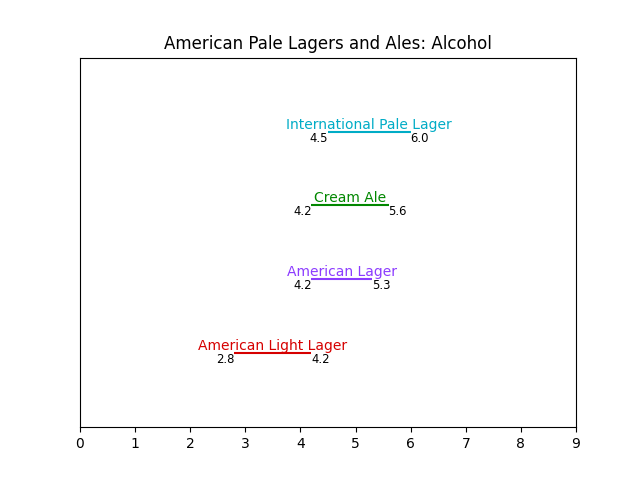 American Pale Lagers and Ales: Alcohol
International Pale Lager
4.5 6.0
Cream Ale
4.2 5.6
American Lager
4.2 5.3
American Light Lager
2.8 4.2
0 1 2 3 4 5 6 7 8 9